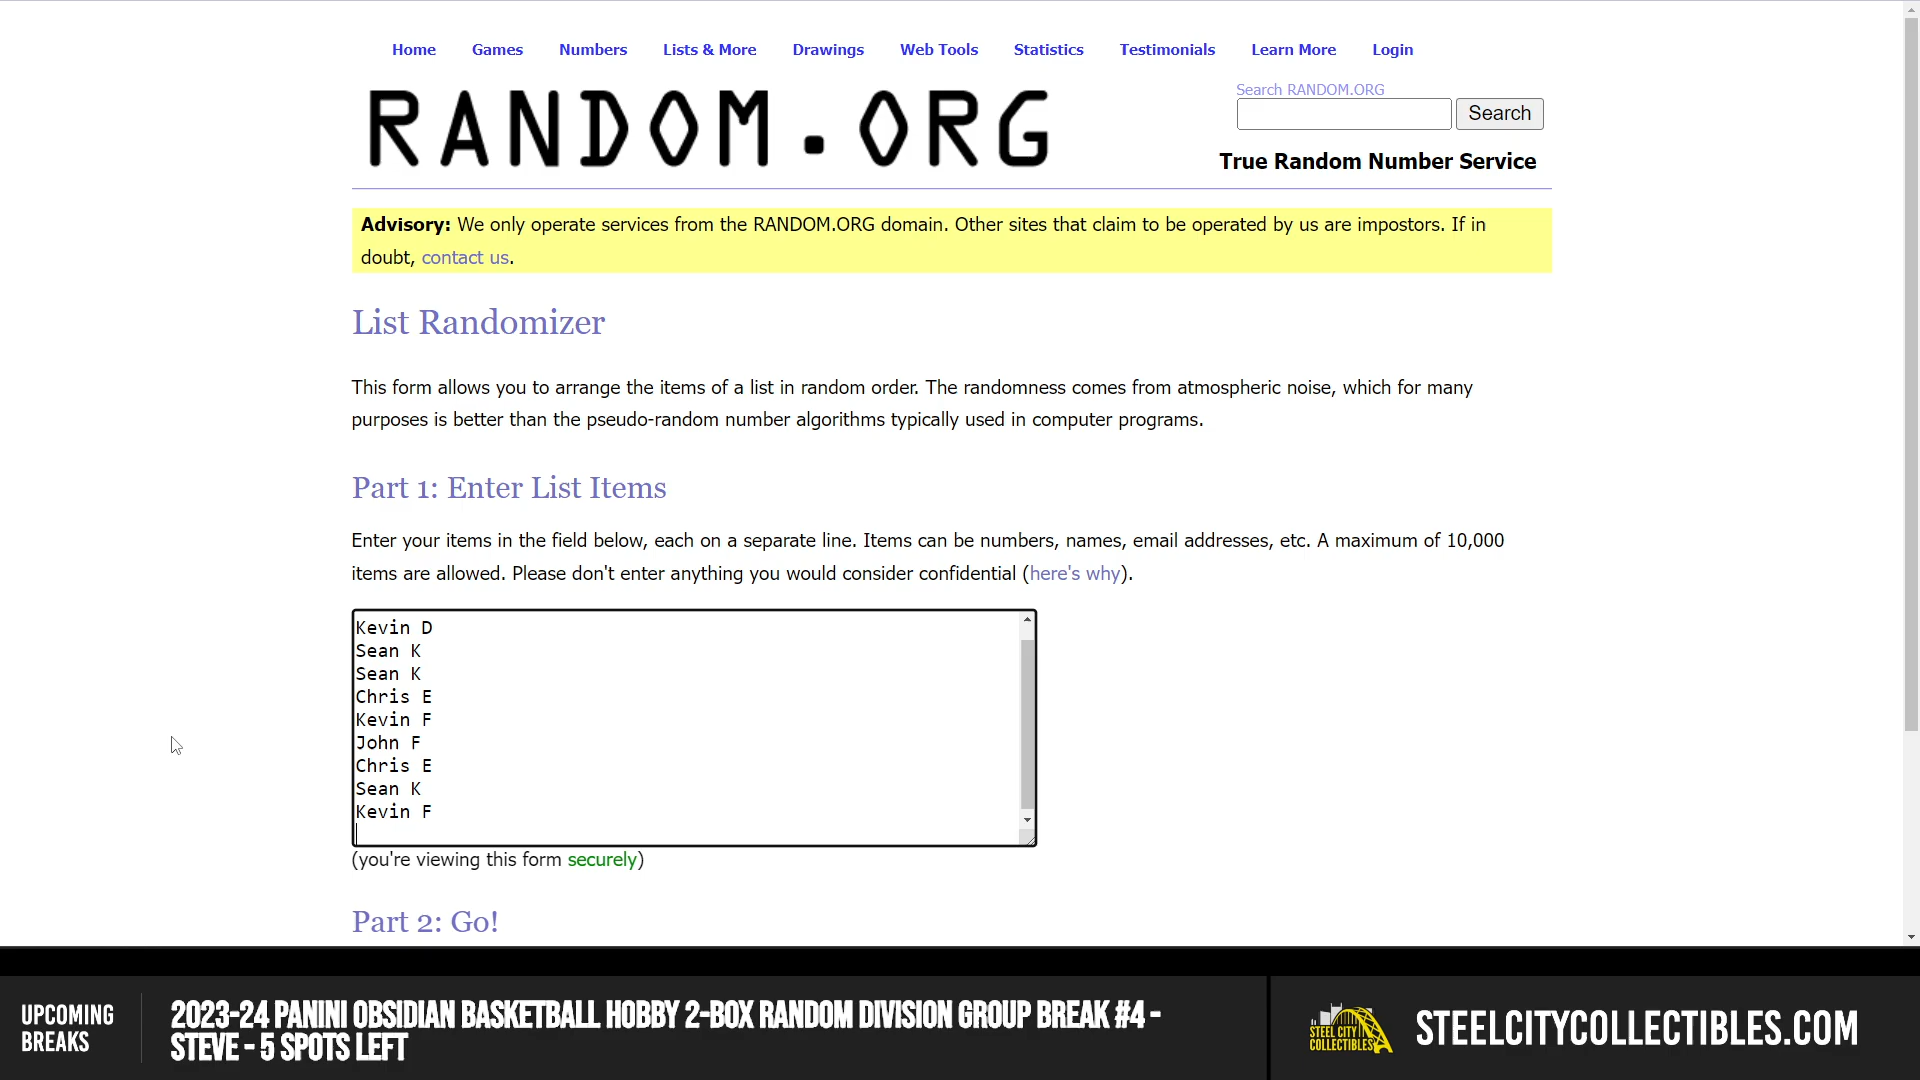 Home Games Numbers Lists & More Drawings Web Tools Statistics Testimonials Learn More Login
RANDOM.ORG
Search RANDOM.ORG
Search
True Random Number Service
Advisory: We only operate services from the RANDOM.ORG domain. Other sites that claim to be operated by us are impostors. If in
doubt, contact us.
List Randomizer
This form allows you to arrange the items of a list in random order. The randomness comes from atmospheric noise, which for many
purposes is better than the pseudo-random number algorithms typically used in computer programs.
Part 1: Enter List Items
Enter your items in the field below, each on a separate line. Items can be numbers, names, email addresses, etc. A maximum of 10,000
items are allowed. Please don't enter anything you would consider confidential (here's why).
Kevin D
Sean K
Sean K
Chris E
Kevin F
John F
Chris E
Sean K
Kevin F
(you're viewing this form securely)
Part 2: Go!
UPCOMING
BREAKS
2023-24 PANINI OBSIDIAN BASKETBALL HOBBY 2-BOX RANDOM DIVISION GROUP BREAK #4 -
STEVE - 5 SPOTS LEFT
STEEL CITY
COLLECTIBLES
STEELCITYCOLLECTIBLES.COM